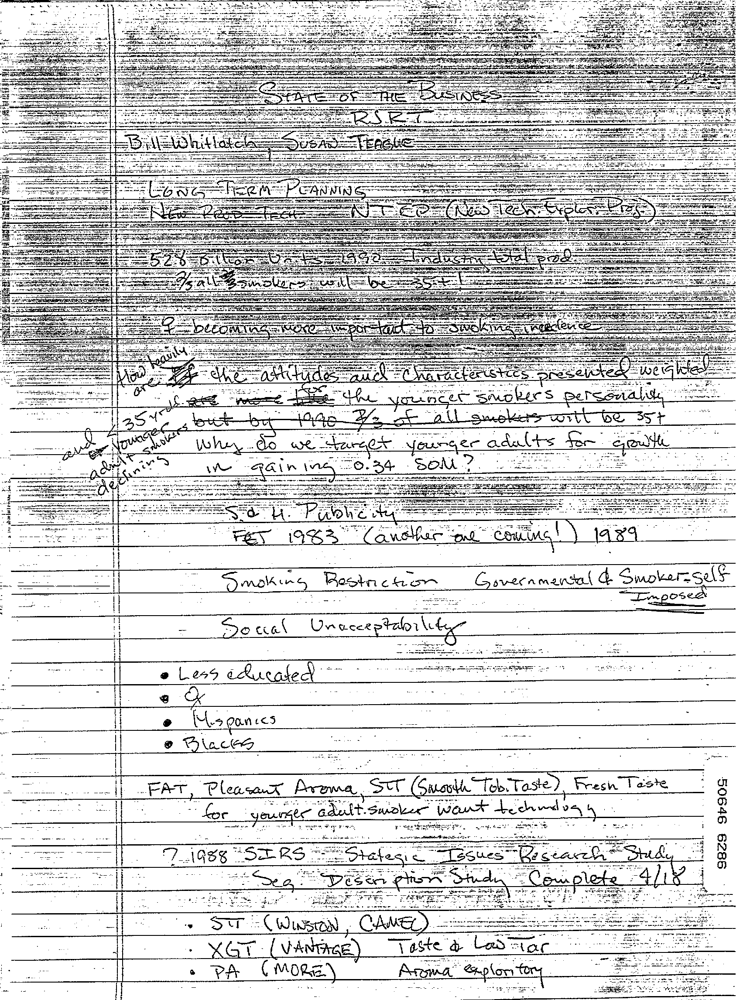 STATE OF THE BUSINESS
RJRT
Bill Whitlatch, SUSAN TEAGUE
LONG TERM PLANNING
NEW PROD TECH NTEP (New Tech. Explor. Proj.)
528 Billion Units 1990 Industry total prod.
2/3 all smokers will be 35+!
♀ becoming more important to smoking incedence
How heavily are the attitudes and characteristics presented weighted
are more for the younger smokers personality
and < 35 yr old younger adult smokers declining
but by 1990 2/3 of all smokers will be 35+
Why do we target younger adults for growth
in gaining 0.34 SOM?
S. & H. Publicity
FET 1983 (another one coming!) 1989
Smoking Restriction Governmental & Smoker-self
Imposed
- Social Unacceptability
• Less educated
• ♀
• Hispanics
• Blacks
FAT, Pleasant Aroma, STT (Smooth Tob. Taste), Fresh Taste
for younger adult smoker want technology
? 1988 SIRS - Stategic Issues Research Study
Seg. Description Study Complete 4/18
• STT (WINSTON, CAMEL)
• XGT (VANTAGE) Taste & Low Tar
• PA (MORE) Aroma exploritory
50646 6286